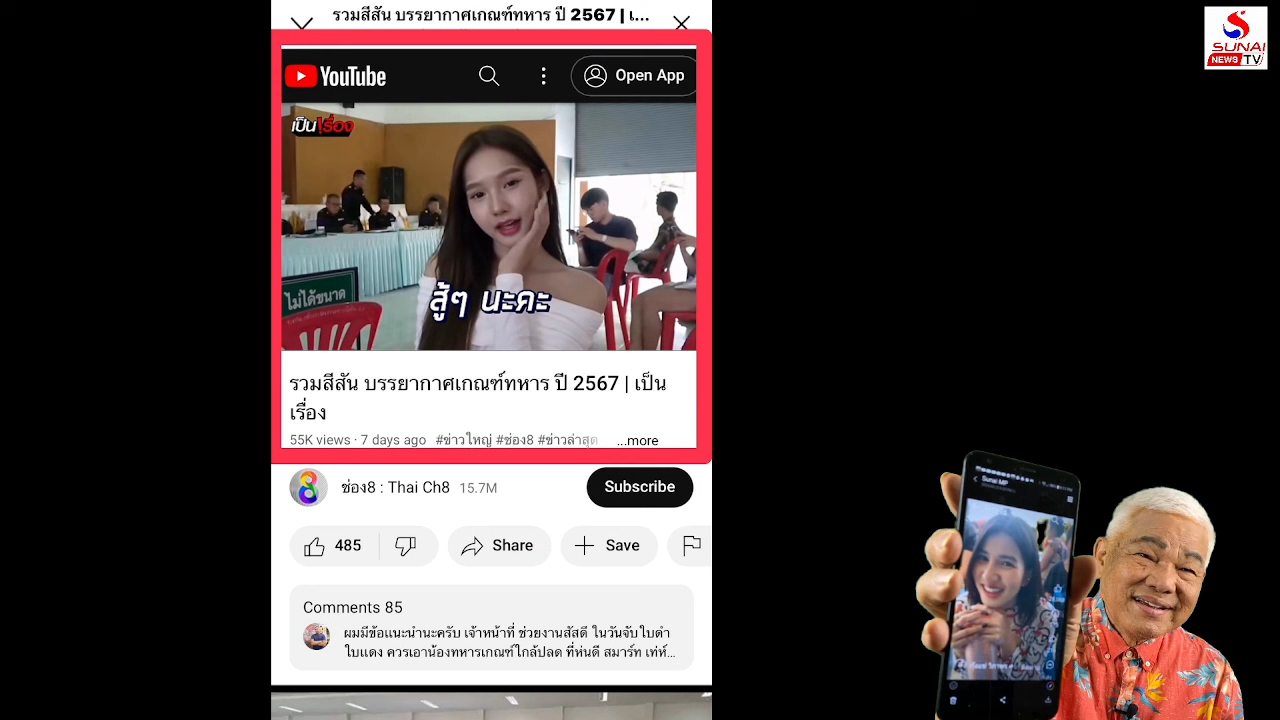 รวมสีสัน บรรยากาศเกณฑ์ทหาร ปี 2567 | เ...
SUNAI
NEWS TV
YouTube
Open App
เป็นเรื่อง
ไม่ได้ขนาด
สู้ๆ นะคะ
รวมสีสัน บรรยากาศเกณฑ์ทหาร ปี 2567 | เป็น
เรื่อง
55K views · 7 days ago #ข่าวใหญ่ #ช่อง8 #ข่าวล่าสุด ...more
ช่อง8 : Thai Ch8 15.7M
Subscribe
485
Share
Save
Comments 85
ผมมีข้อแนะนำนะครับ เจ้าหน้าที่ ช่วยงานสัสดี ในวันจับใบดำ
ใบแดง ควรเอาน้องทหารเกณฑ์ใกล้ปลด ที่หุ่นดี สมาร์ท เท่ห์...
Sunai MP